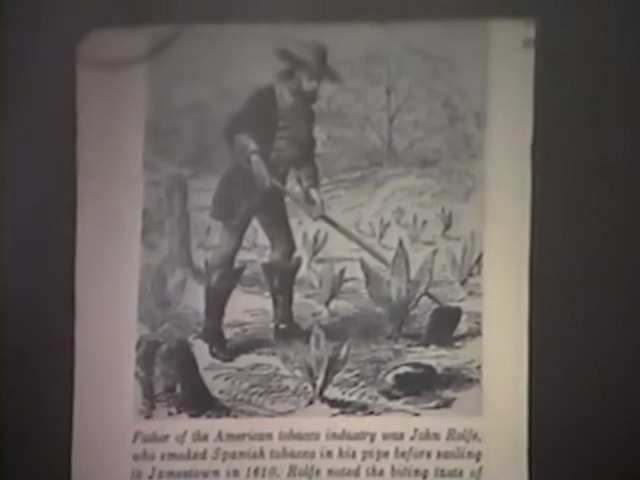 Father of the American tobacco industry was John Rolfe,
who smoked Spanish tobacco in his pipe before sailing
to Jamestown in 1610. Rolfe noted the biting taste of